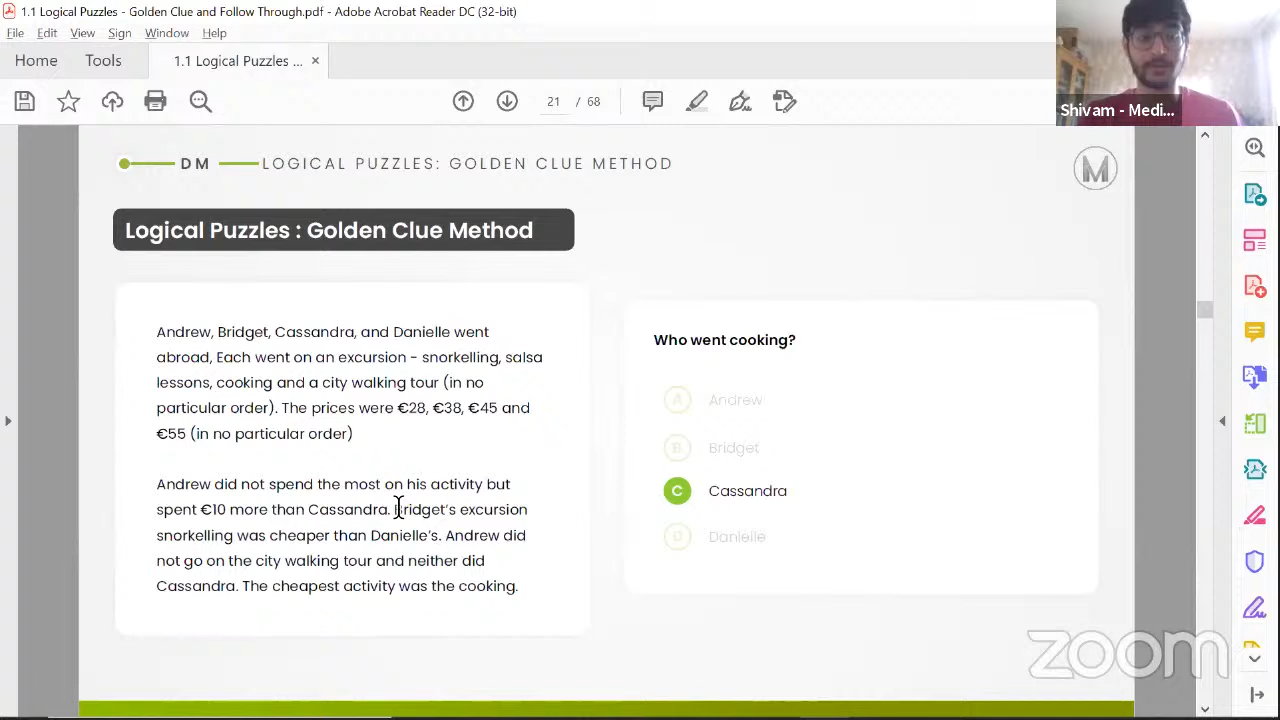 1.1 Logical Puzzles - Golden Clue and Follow Through.pdf - Adobe Acrobat Reader DC (32-bit)
File Edit View Sign Window Help
Home Tools 1.1 Logical Puzzles ... ×
21 / 68
Shivam - Medi...
DM LOGICAL PUZZLES: GOLDEN CLUE METHOD
M
Logical Puzzles : Golden Clue Method
Andrew, Bridget, Cassandra, and Danielle went
abroad, Each went on an excursion - snorkelling, salsa
lessons, cooking and a city walking tour (in no
particular order). The prices were €28, €38, €45 and
€55 (in no particular order)
Andrew did not spend the most on his activity but
spent €10 more than Cassandra. Bridget's excursion
snorkelling was cheaper than Danielle's. Andrew did
not go on the city walking tour and neither did
Cassandra. The cheapest activity was the cooking.
Who went cooking?
A Andrew
B Bridget
C Cassandra
D Danielle
zoom